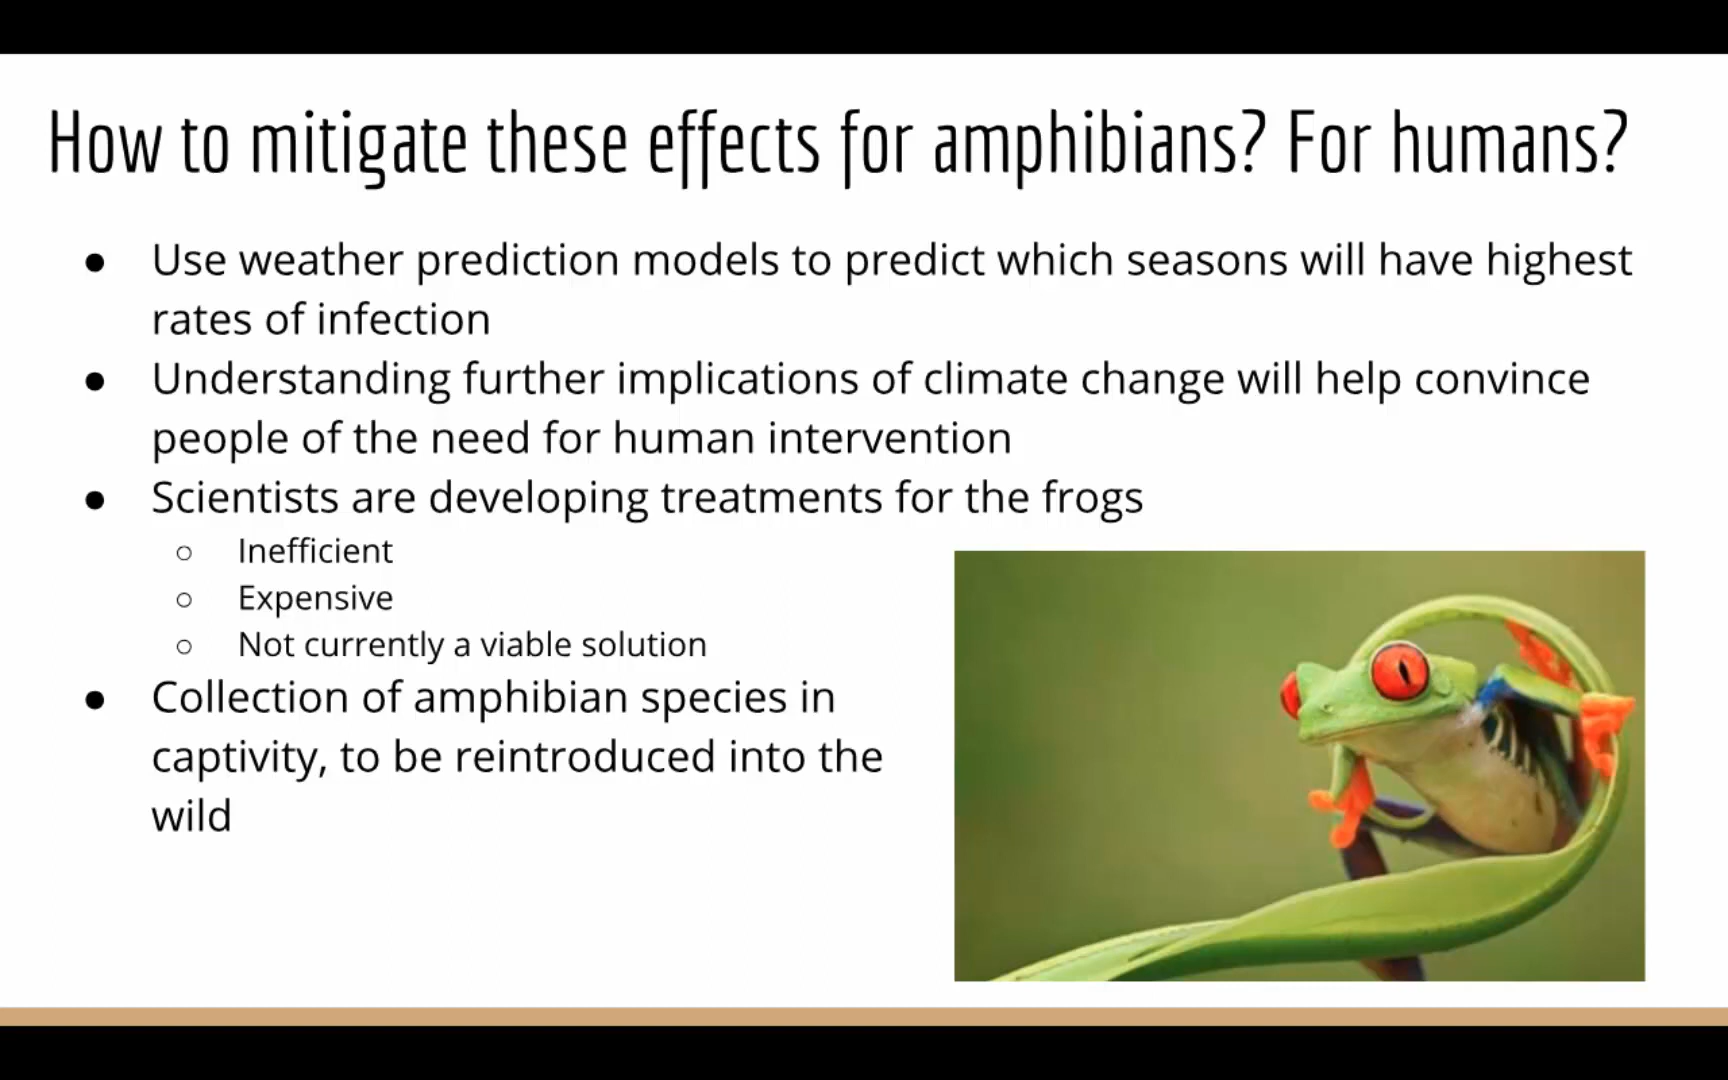 How to mitigate these effects for amphibians? For humans?
● Use weather prediction models to predict which seasons will have highest
rates of infection
● Understanding further implications of climate change will help convince
people of the need for human intervention
● Scientists are developing treatments for the frogs
○ Inefficient
○ Expensive
○ Not currently a viable solution
● Collection of amphibian species in
captivity, to be reintroduced into the
wild